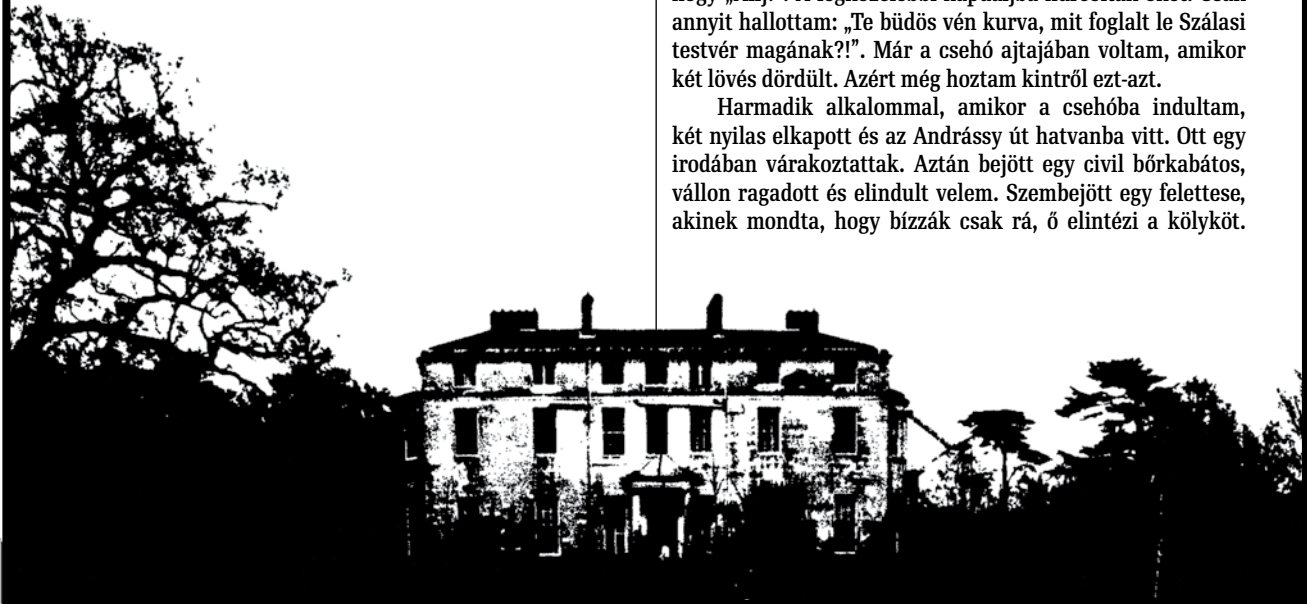 annyit hallottam: „Te büdös vén kurva, mit foglalt le Szálasi
testvér magának?!”. Már a csehó ajtajában voltam, amikor
két lövés dördült. Azért még hoztam kintről ezt-azt.
Harmadik alkalommal, amikor a csehóba indultam,
két nyilas elkapott és az Andrássy út hatvanba vitt. Ott egy
irodában várakoztattak. Aztán bejött egy civil bőrkabátos,
vállon ragadott és elindult velem. Szembejött egy felettese,
akinek mondta, hogy bízzák csak rá, ő elintézi a kölyköt.